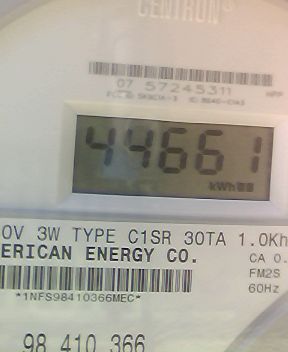 CENTRON®
07 57245311
44661
kWh
0V 3W TYPE C1SR 30TA 1.0Kh
ERICAN ENERGY CO.
CA 0.
FM2S
*1NFS98410366MEC*
60Hz
98 410 366